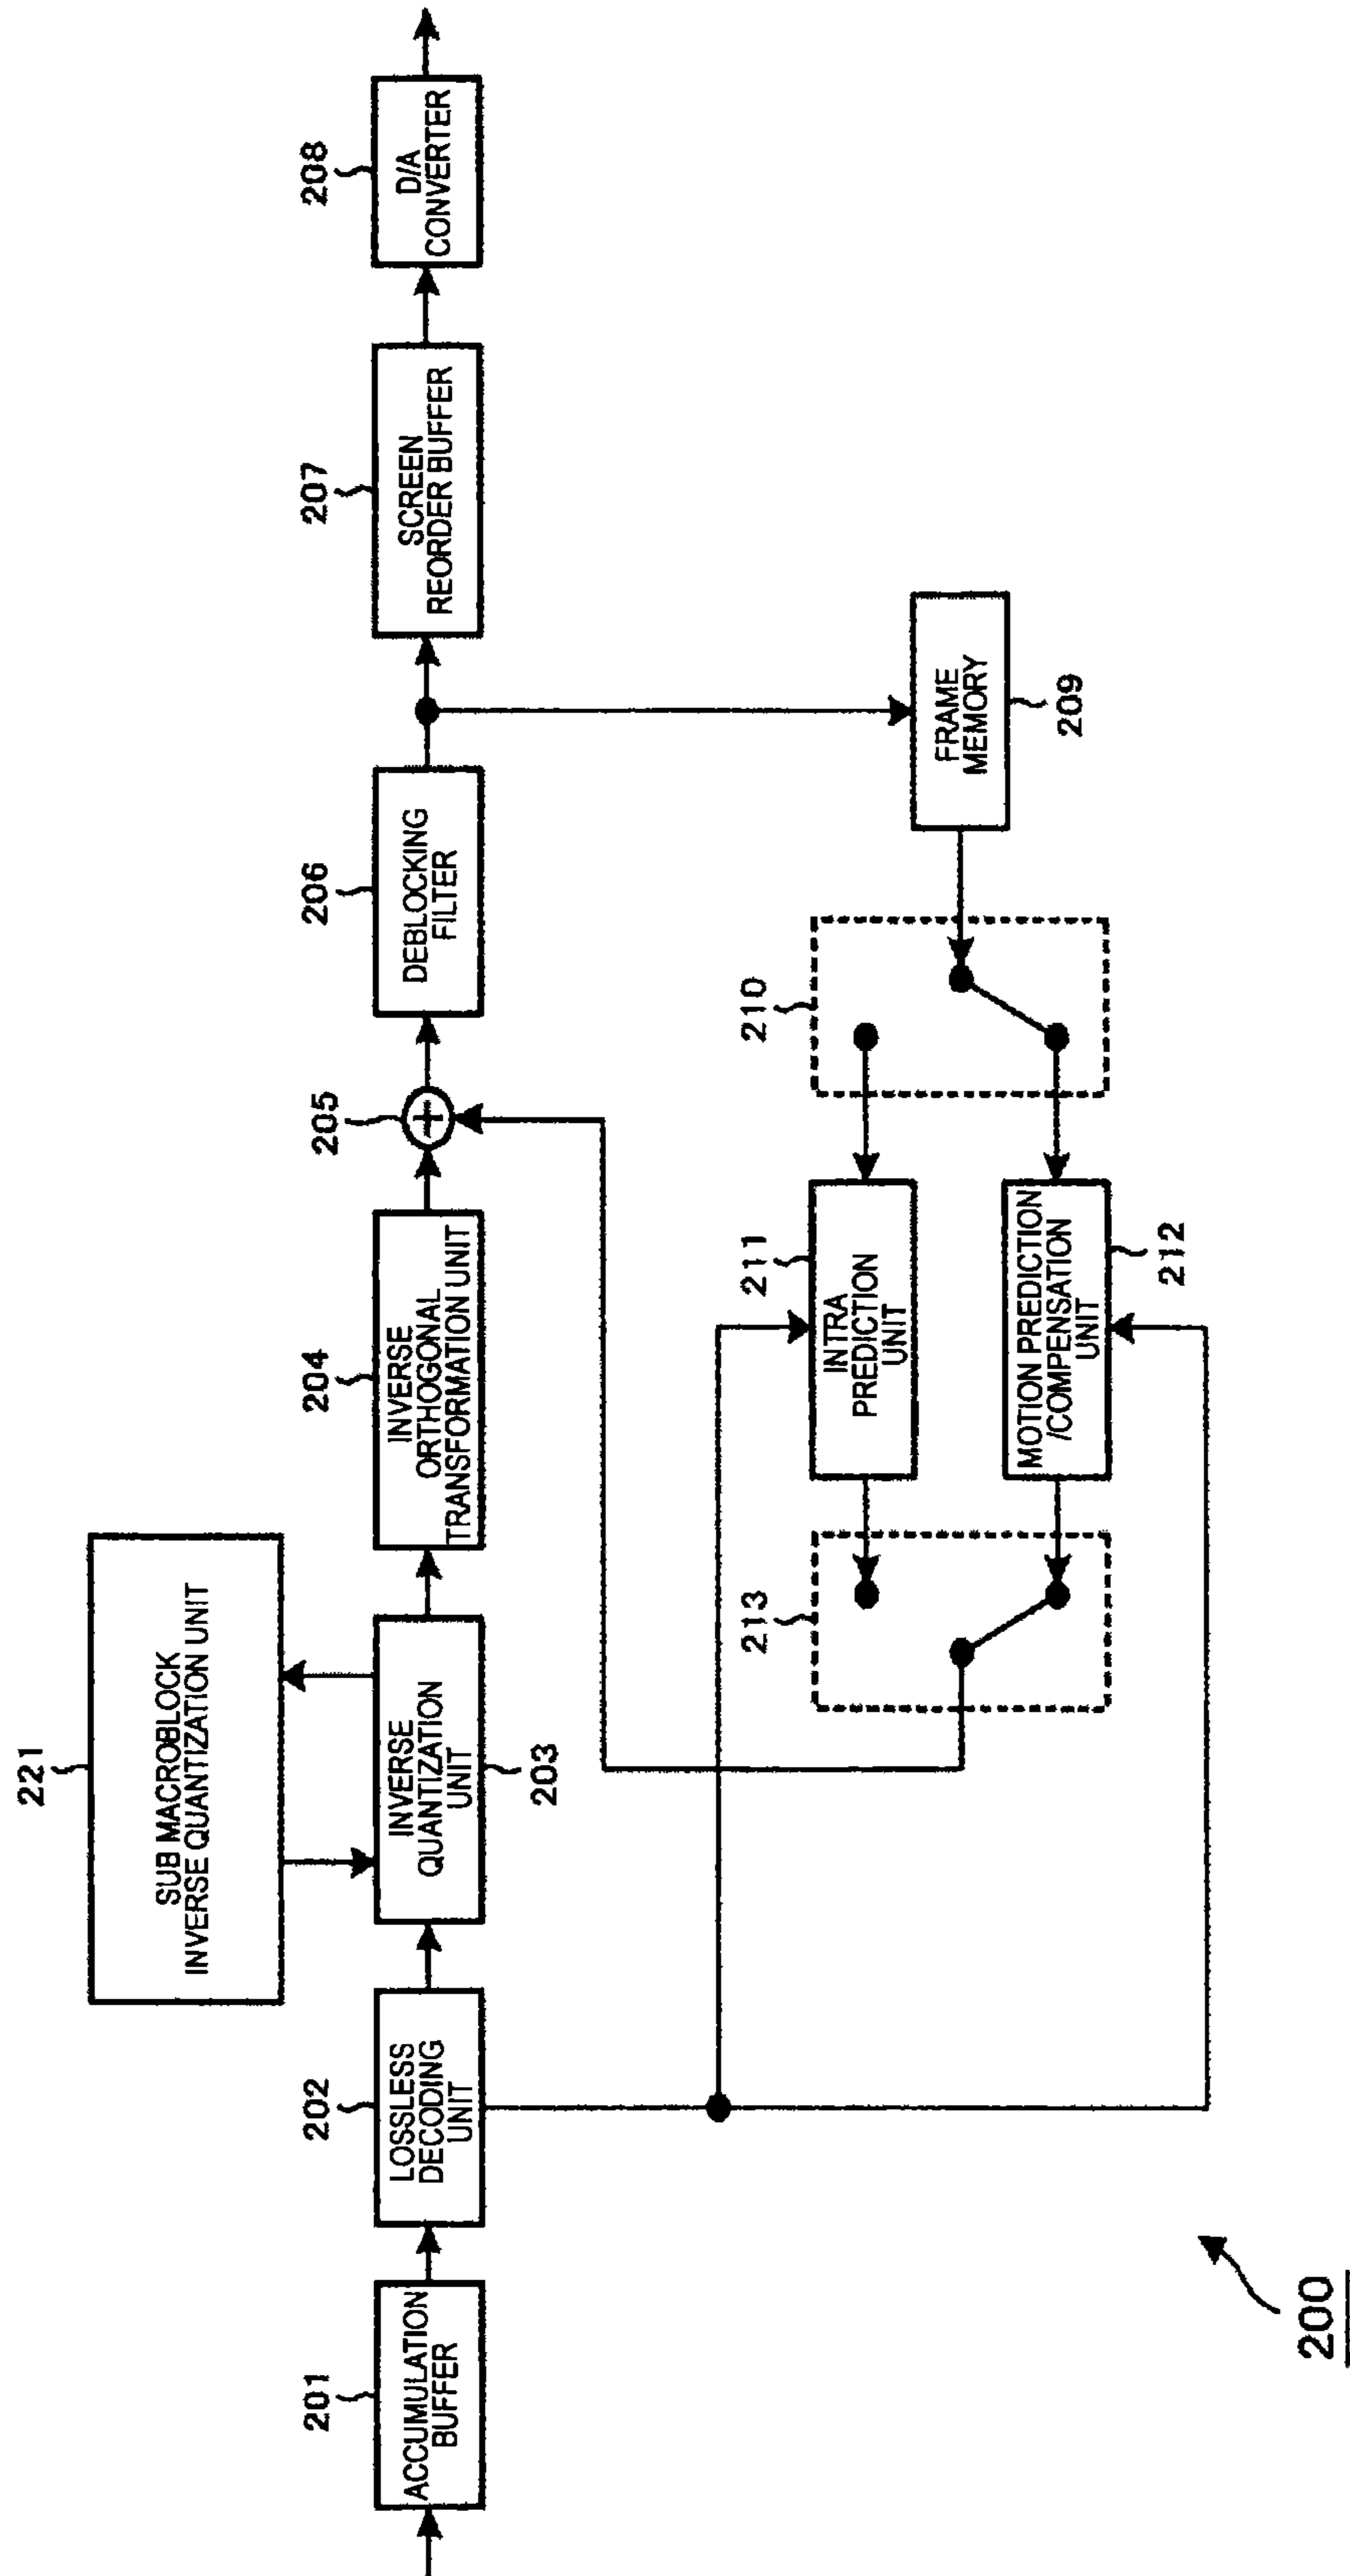 221
SUB MACROBLOCK
INVERSE QUANTIZATION UNIT
201
ACCUMULATION
BUFFER
202
LOSSLESS
DECODING
UNIT
INVERSE
QUANTIZATION
UNIT
203
204
INVERSE
ORTHOGONAL
TRANSFORMATION UNIT
205
+
206
DEBLOCKING
FILTER
207
SCREEN
REORDER BUFFER
208
D/A
CONVERTER
213
211
INTRA
PREDICTION
UNIT
210
FRAME
MEMORY
209
MOTION PREDICTION
/COMPENSATION
UNIT
212
200